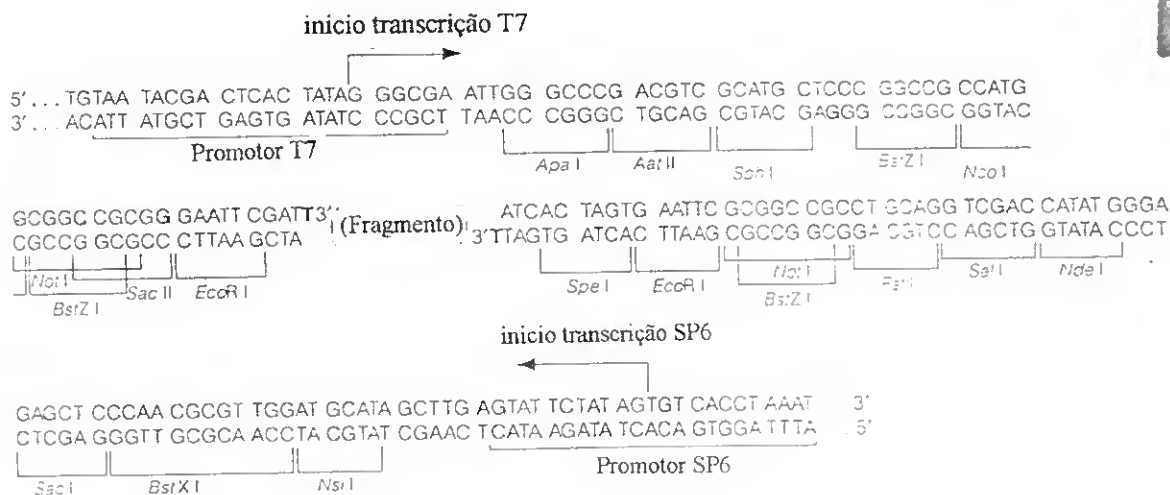 inicio transcrição T7
5′... TGTAA TACGA CTCAC TATAG GGCGA ATTGG GCCCG ACGTC GCATG CTCCC GGCCG CCATG
3′... ACATT ATGCT GAGTG ATATC CCGCT TAACC CGGGC TGCAG CGTAC GAGGG CCGGC GGTAC
Promotor T7
Apa I Aat II Sph I BstZ I Nco I
GCGGC CGCGG GAATT CGATT3′ (Fragmento) ATCAC TAGTG AATTC GCGGC CGCCT GCAGG TCGAC CATAT GGGA
CGCCG GCGCC CTTAAG CTA 3′TTAGTG ATCAC TTAAG CGCCG GCGGA CGTCC AGCTG GTATA CCCT
Not I Sac II EcoR I Spe I EcoR I Not I Pst I Sal I Nde I
BstZ I BstZ I
inicio transcrição SP6
GAGCT CCCAA CGCGT TGGAT GCATA GCTTG AGTAT TCTAT AGTGT CACCT AAAT 3′
CTCGA GGGTT GCGCA ACCTA CGTAT CGAACT CATA AGATA TCACA GTGGA TTTA . 5′
Sac I BstX I Nsi I
Promotor SP6